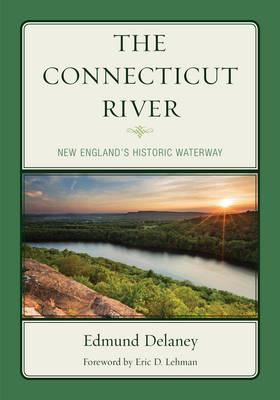 THE
CONNECTICUT
RIVER
NEW ENGLAND'S HISTORIC WATERWAY
Edmund Delaney
Foreword by Eric D. Lehman